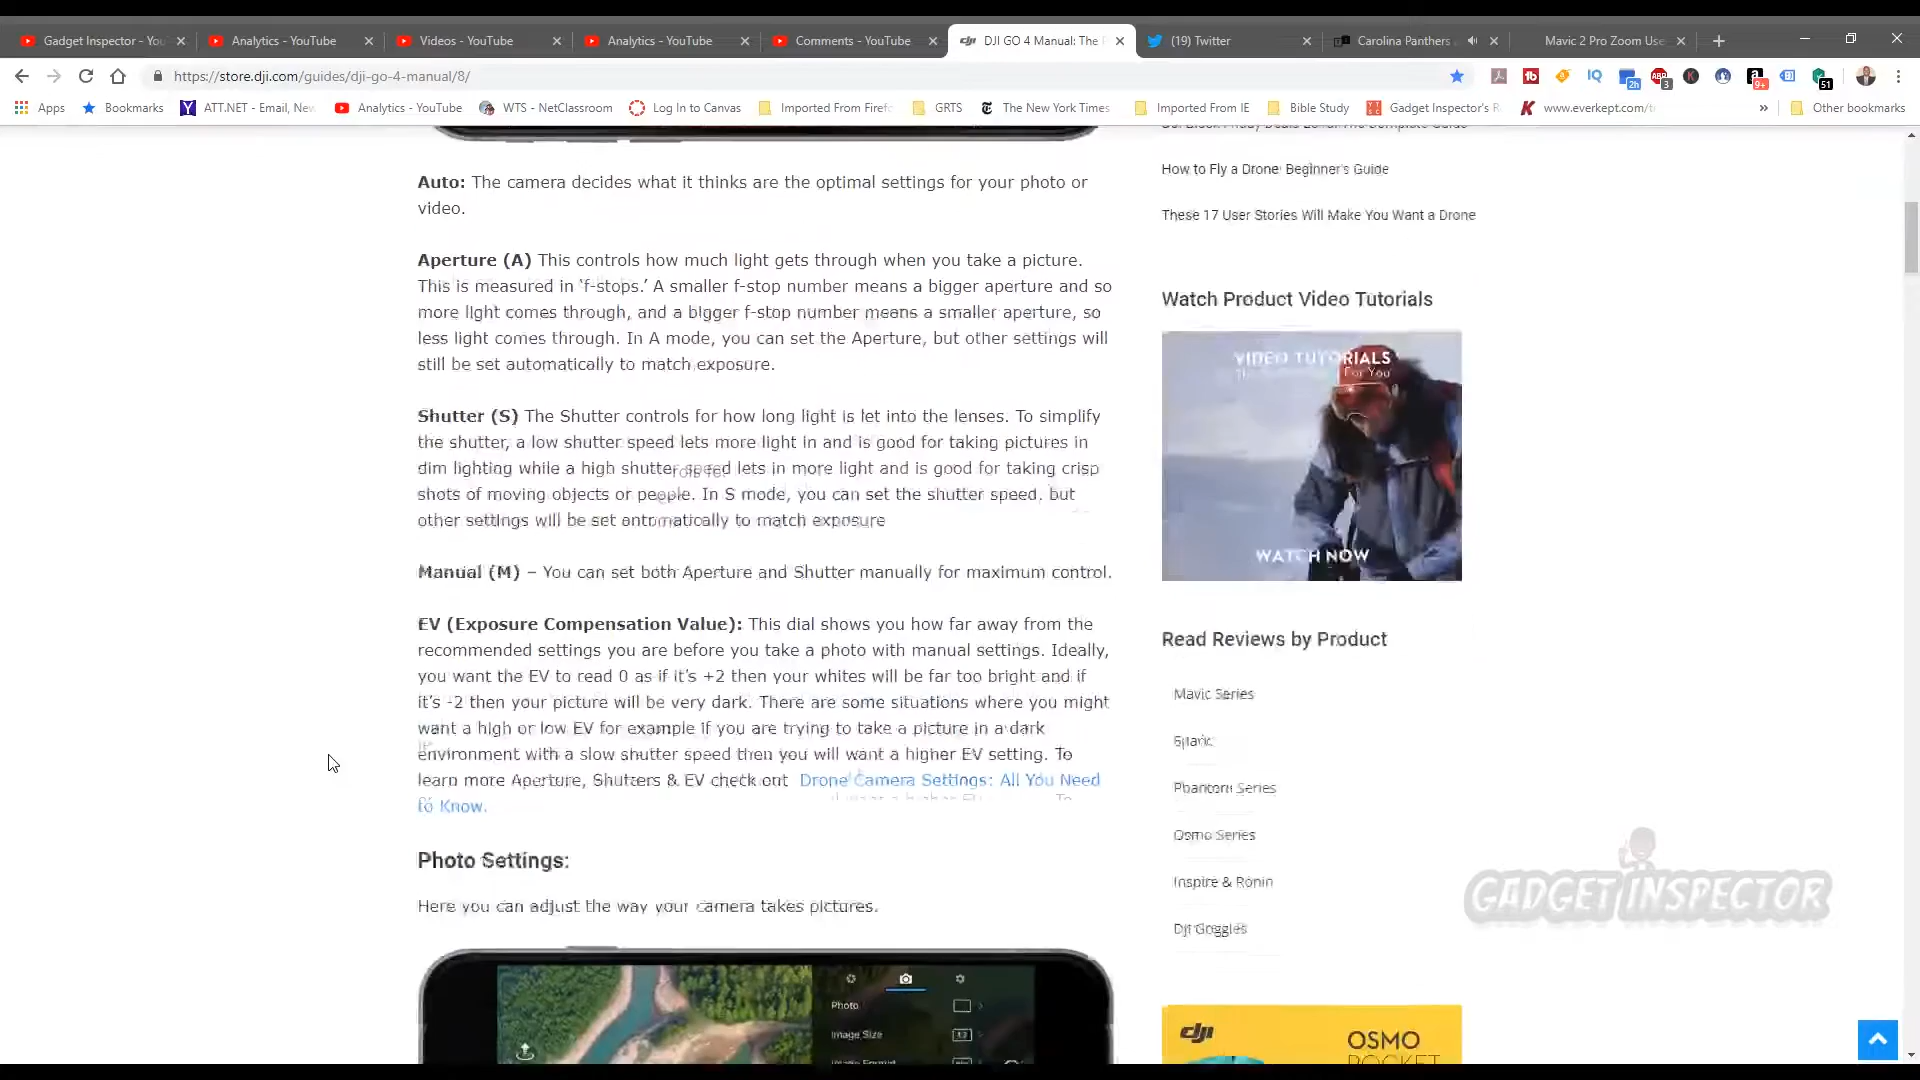 Gadget Inspector - You
Analytics - YouTube
Videos - YouTube
Analytics - YouTube
Comments - YouTube
DJI GO 4 Manual: The
(19) Twitter
Carolina Panthers
Mavic 2 Pro Zoom Use
https://store.dji.com/guides/dji-go-4-manual/8/
Apps
Bookmarks
ATT.NET - Email, Ne
Analytics - YouTube
WTS - NetClassroom
Log In to Canvas
Imported From Firef
GRTS
The New York Times
Imported From IE
Bible Study
Gadget Inspector's R
www.everkept.com/
Other bookmarks
Auto: The camera decides what it thinks are the optimal settings for your photo or
video.
Aperture (A) This controls how much light gets through when you take a picture.
This is measured in ‘f-stops.’ A smaller f-stop number means a bigger aperture and so
more light comes through, and a bigger f-stop number means a smaller aperture, so
less light comes through. In A mode, you can set the Aperture, but other settings will
still be set automatically to match exposure.
Shutter (S) The Shutter controls for how long light is let into the lenses. To simplify
the shutter, a low shutter speed lets more light in and is good for taking pictures in
dim lighting while a high shutter speed lets in more light and is good for taking crisp
shots of moving objects or people. In S mode, you can set the shutter speed, but
other settings will be set automatically to match exposure
Manual (M) – You can set both Aperture and Shutter manually for maximum control.
EV (Exposure Compensation Value): This dial shows you how far away from the
recommended settings you are before you take a photo with manual settings. Ideally,
you want the EV to read 0 as if it’s +2 then your whites will be far too bright and if
it’s -2 then your picture will be very dark. There are some situations where you might
want a high or low EV for example if you are trying to take a picture in a dark
environment with a slow shutter speed then you will want a higher EV setting. To
learn more Aperture, Shutters & EV check out Drone Camera Settings: All You Need
to Know.
Photo Settings:
Here you can adjust the way your camera takes pictures.
Photo
Image Size
Image Format
How to Fly a Drone Beginner's Guide
These 17 User Stories Will Make You Want a Drone
Watch Product Video Tutorials
VIDEO TUTORIALS
For You
WATCH NOW
Read Reviews by Product
Mavic Series
Spark
Phantom Series
Osmo Series
Inspire & Ronin
Dji Goggles
GADGET INSPECTOR
dji
OSMO
POCKET